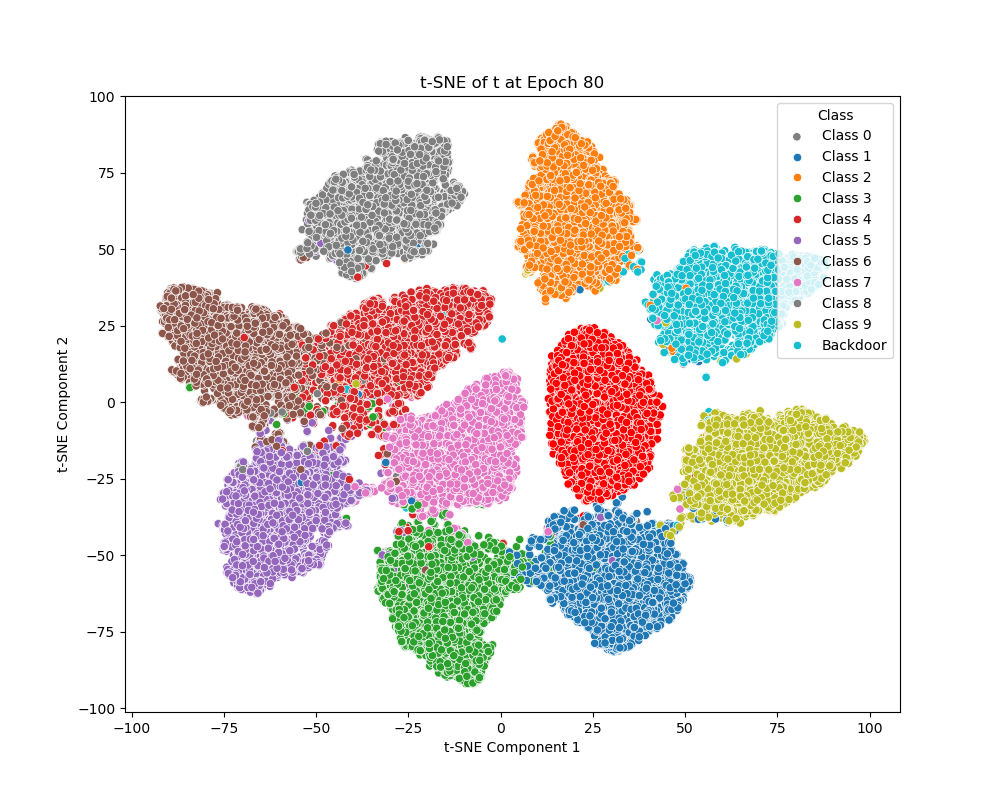 t-SNE of t at Epoch 80
t-SNE Component 2
100
75
50
25
0
−25
−50
−75
−100
−100
−75
−50
−25
0
25
50
75
100
t-SNE Component 1
Class
Class 0
Class 1
Class 2
Class 3
Class 4
Class 5
Class 6
Class 7
Class 8
Class 9
Backdoor